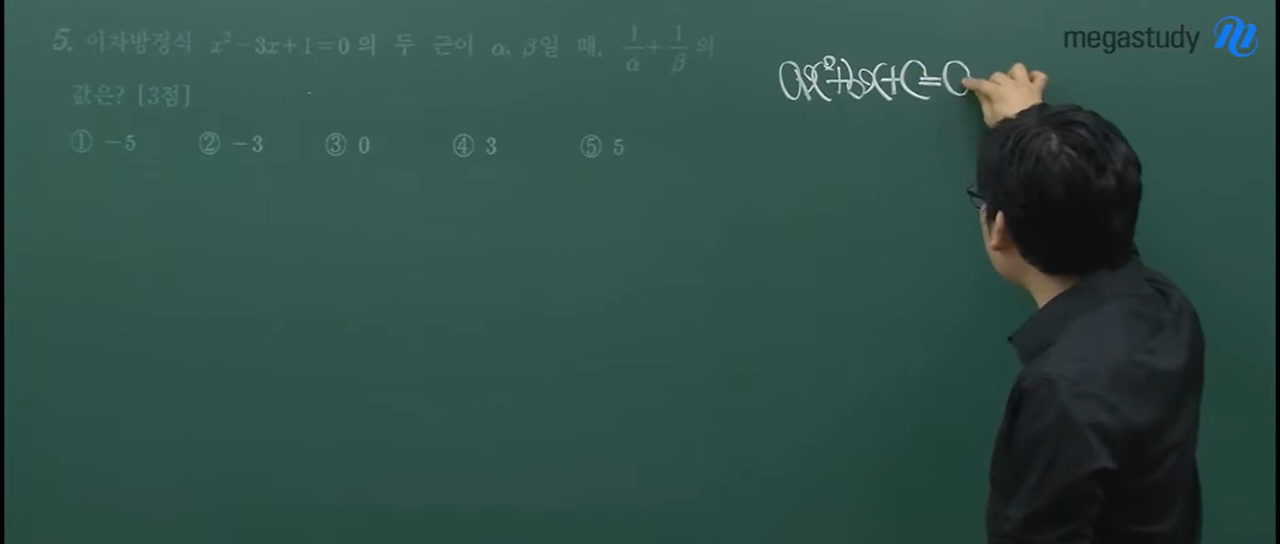 megastudy
5. 이차방정식 x² − 3x + 1 = 0 의 두 근이 α, β일 때, 1/α + 1/β 의
값은? [3점]
① −5 ② −3 ③ 0 ④ 3 ⑤ 5
ax²+bx+c=0